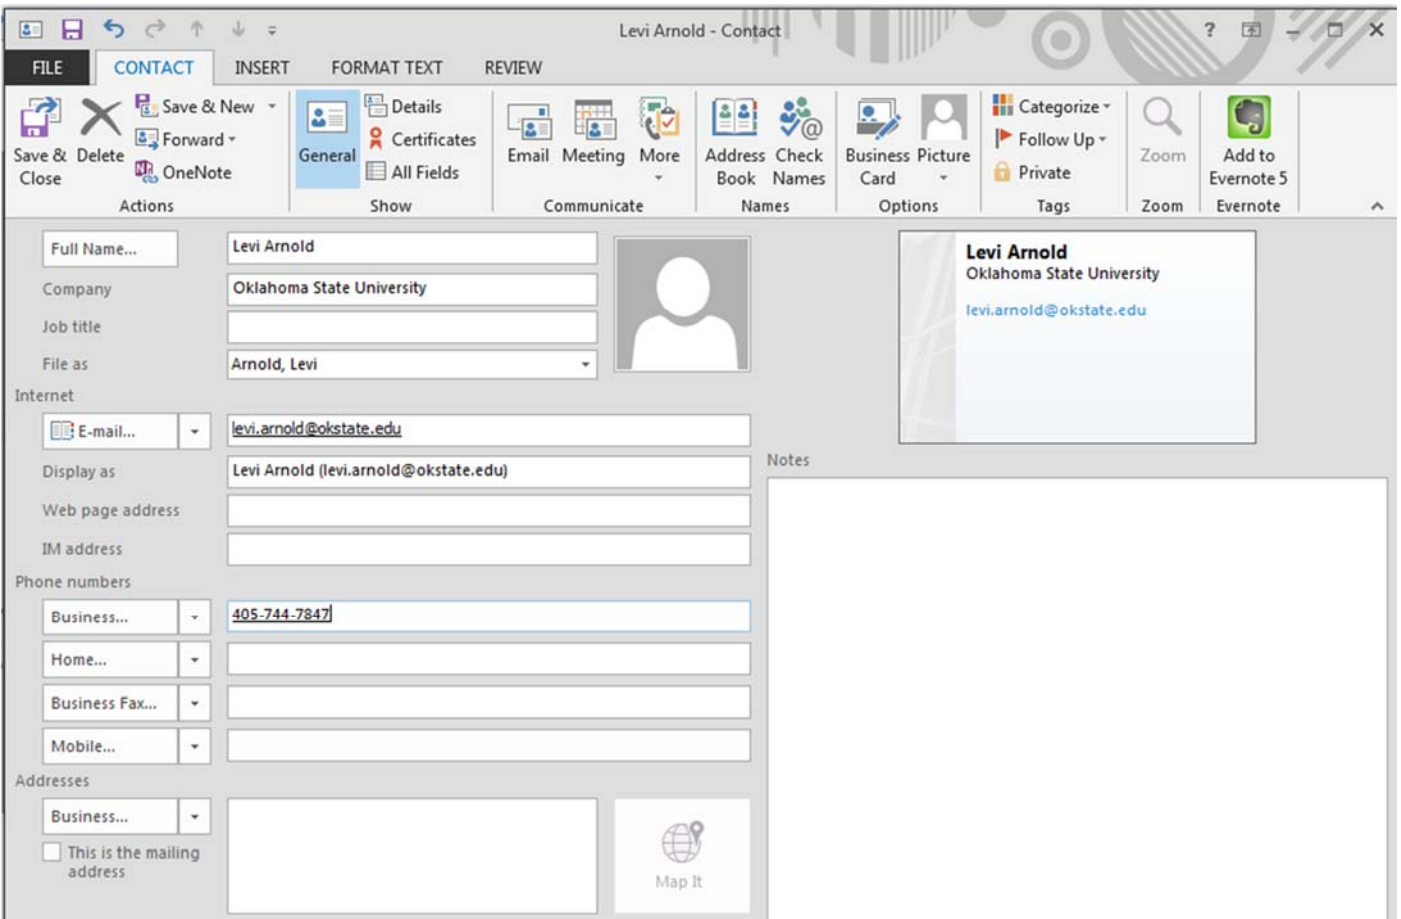 Levi Arnold - Contact
?
FILE
CONTACT
INSERT
FORMAT TEXT
REVIEW
Save & Close
Delete
Save & New
Forward
OneNote
Actions
General
Details
Certificates
All Fields
Show
Email
Meeting
More
Communicate
Address Book
Check Names
Names
Business Card
Picture
Options
Categorize
Follow Up
Private
Tags
Zoom
Zoom
Add to Evernote 5
Evernote
Full Name...
Levi Arnold
Company
Oklahoma State University
Job title
File as
Arnold, Levi
Internet
E-mail...
levi.arnold@okstate.edu
Display as
Levi Arnold (levi.arnold@okstate.edu)
Web page address
IM address
Phone numbers
Business...
405-744-7847
Home...
Business Fax...
Mobile...
Addresses
Business...
This is the mailing
address
Map It
Levi Arnold
Oklahoma State University
levi.arnold@okstate.edu
Notes